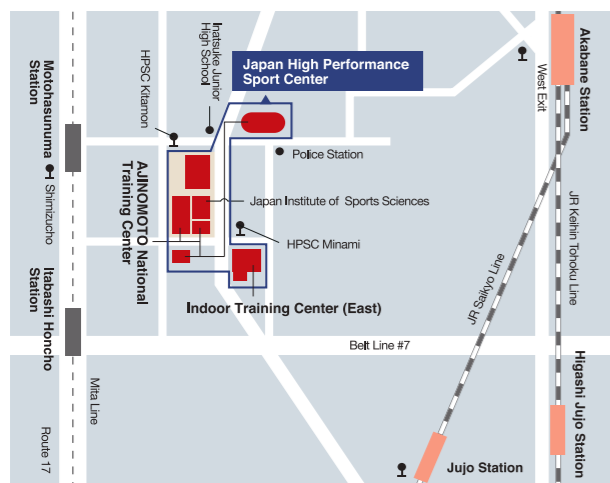 Japan High Performance
Sport Center
Inatsuke Junior
High School
HPSC Kitamon
Motohasunuma
Station
Shimizucho
AJINOMOTO National
Training Center
Police Station
Japan Institute of Sports Sciences
HPSC Minami
Indoor Training Center (East)
Itabashi Honcho
Station
Mita Line
Route 17
Belt Line #7
Akabane Station
West Exit
JR Keihin Tohoku Line
JR Saikyo Line
Higashi Jujo Station
Jujo Station